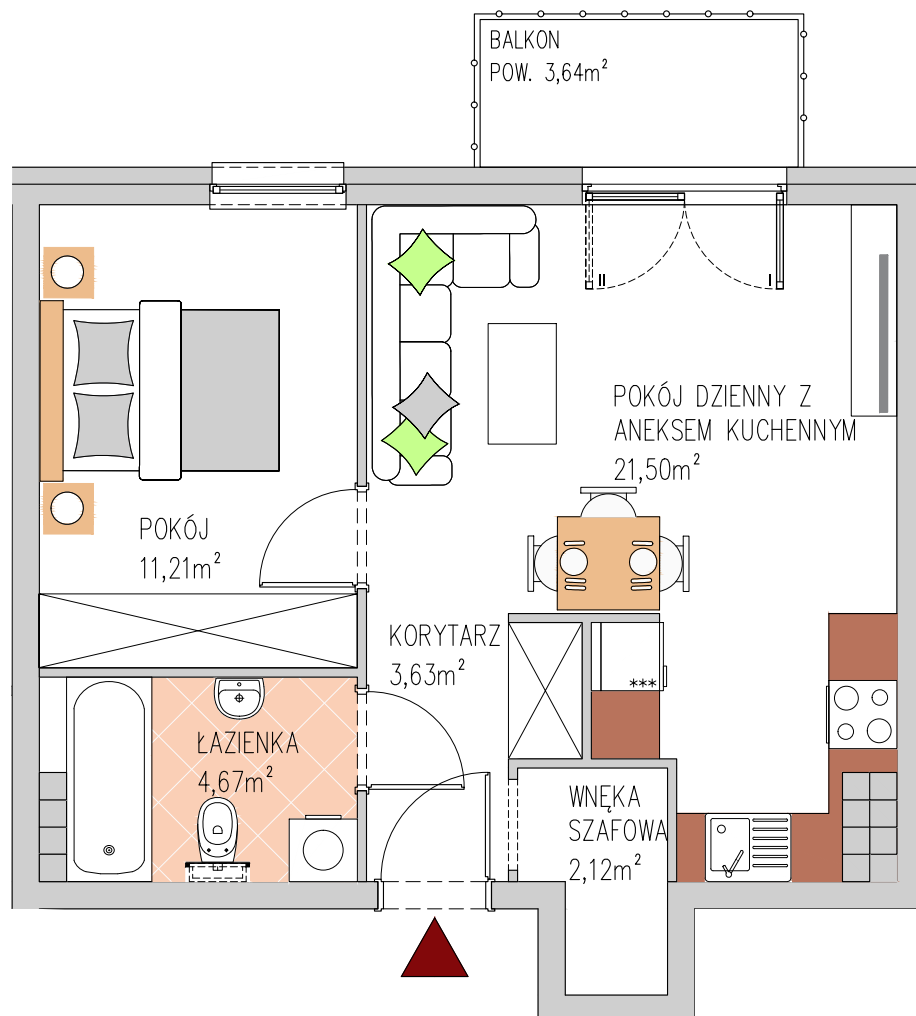 BALKON
POW. 3,64m²
POKÓJ DZIENNY Z
ANEKSEM KUCHENNYM
21,50m²
POKÓJ
11,21m²
KORYTARZ
3,63m²
***
ŁAZIENKA
4,67m²
WNĘKA
SZAFOWA
2,12m²
II
I